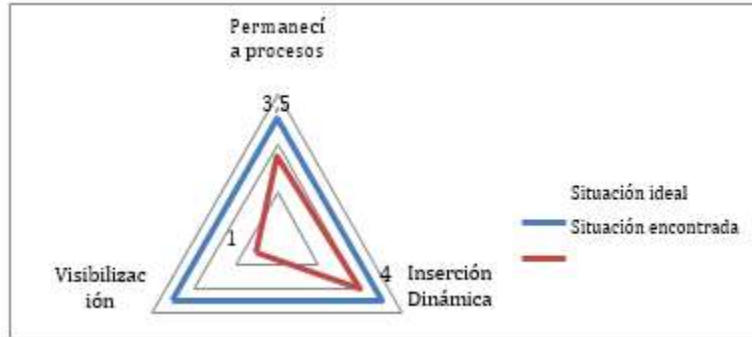 Permanecí
a procesos
3,5
Situación ideal
Situación encontrada
1
4
Visibilizac
ión
Inserción
Dinámica